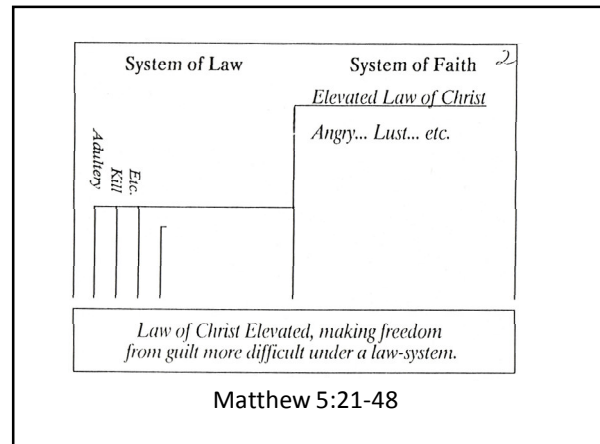 System of Law
System of Faith
2
Elevated Law of Christ
Angry... Lust... etc.
Adultery
Kill
Etc.
Law of Christ Elevated, making freedom
from guilt more difficult under a law-system.
Matthew 5:21-48